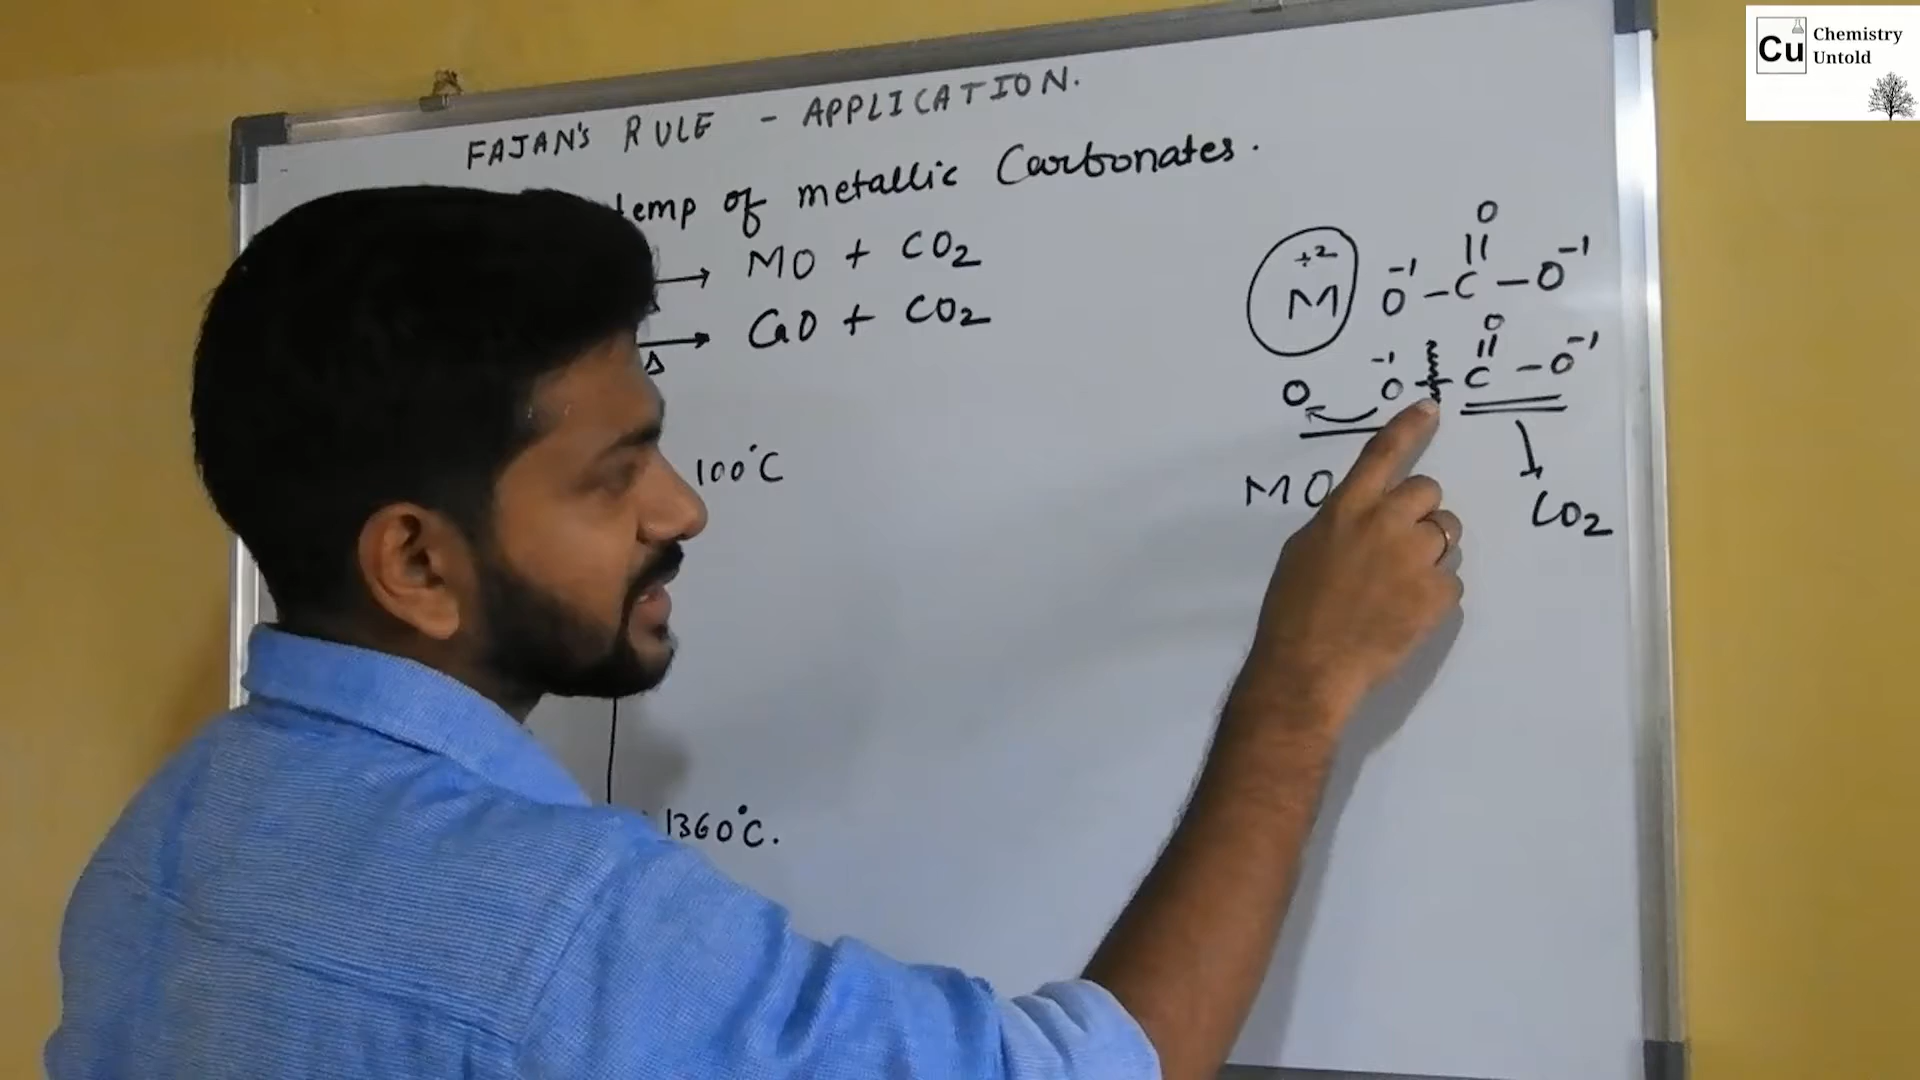 FAJAN'S RULE - APPLICATION.
temp of metallic Carbonates.
→ MO + CO2
Δ → CaO + CO2
100°C
1360°C.
O
||
+2
M
-1
O - C - O -1
O
||
-1
O - C - O -1
O
MO
CO2
Cu
Chemistry
Untold